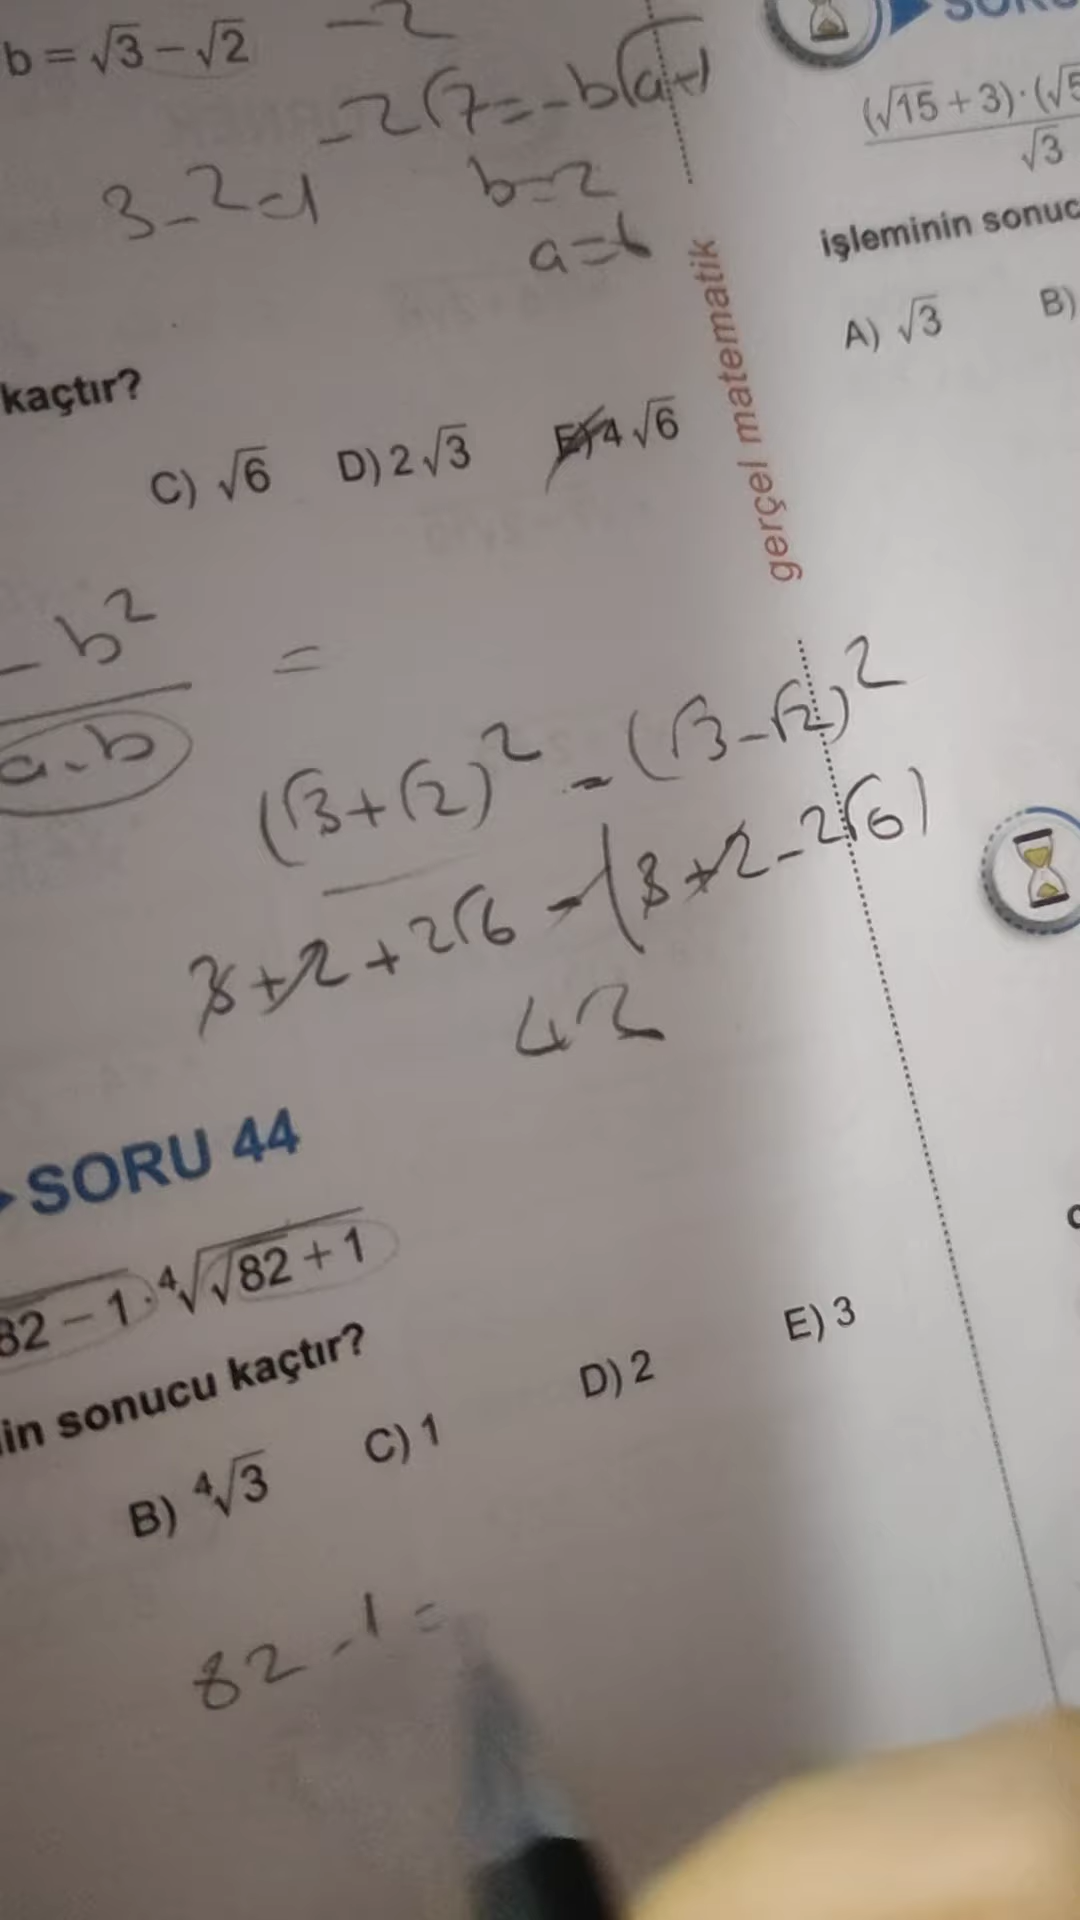 b = √3 − √2
−2
−2√7 = −b√a+1
3 − 2 = 1
b = 2
a = 6
kaçtır?
C) √6 D) 2√3 E) 4√6
− b²
a.b
=
(√3 + √2)² − (√3 − √2)²
3 + 2 + 2√6 − (3 + 2 − 2√6)
SORU 44
82 − 1 · ⁴√(√82 + 1)
in sonucu kaçtır?
B) ⁴√3 C) 1 D) 2 E) 3
82 − 1 =
gerçel matematik
(√15 + 3)·(√5
√3
işleminin sonuc
A) √3 B)